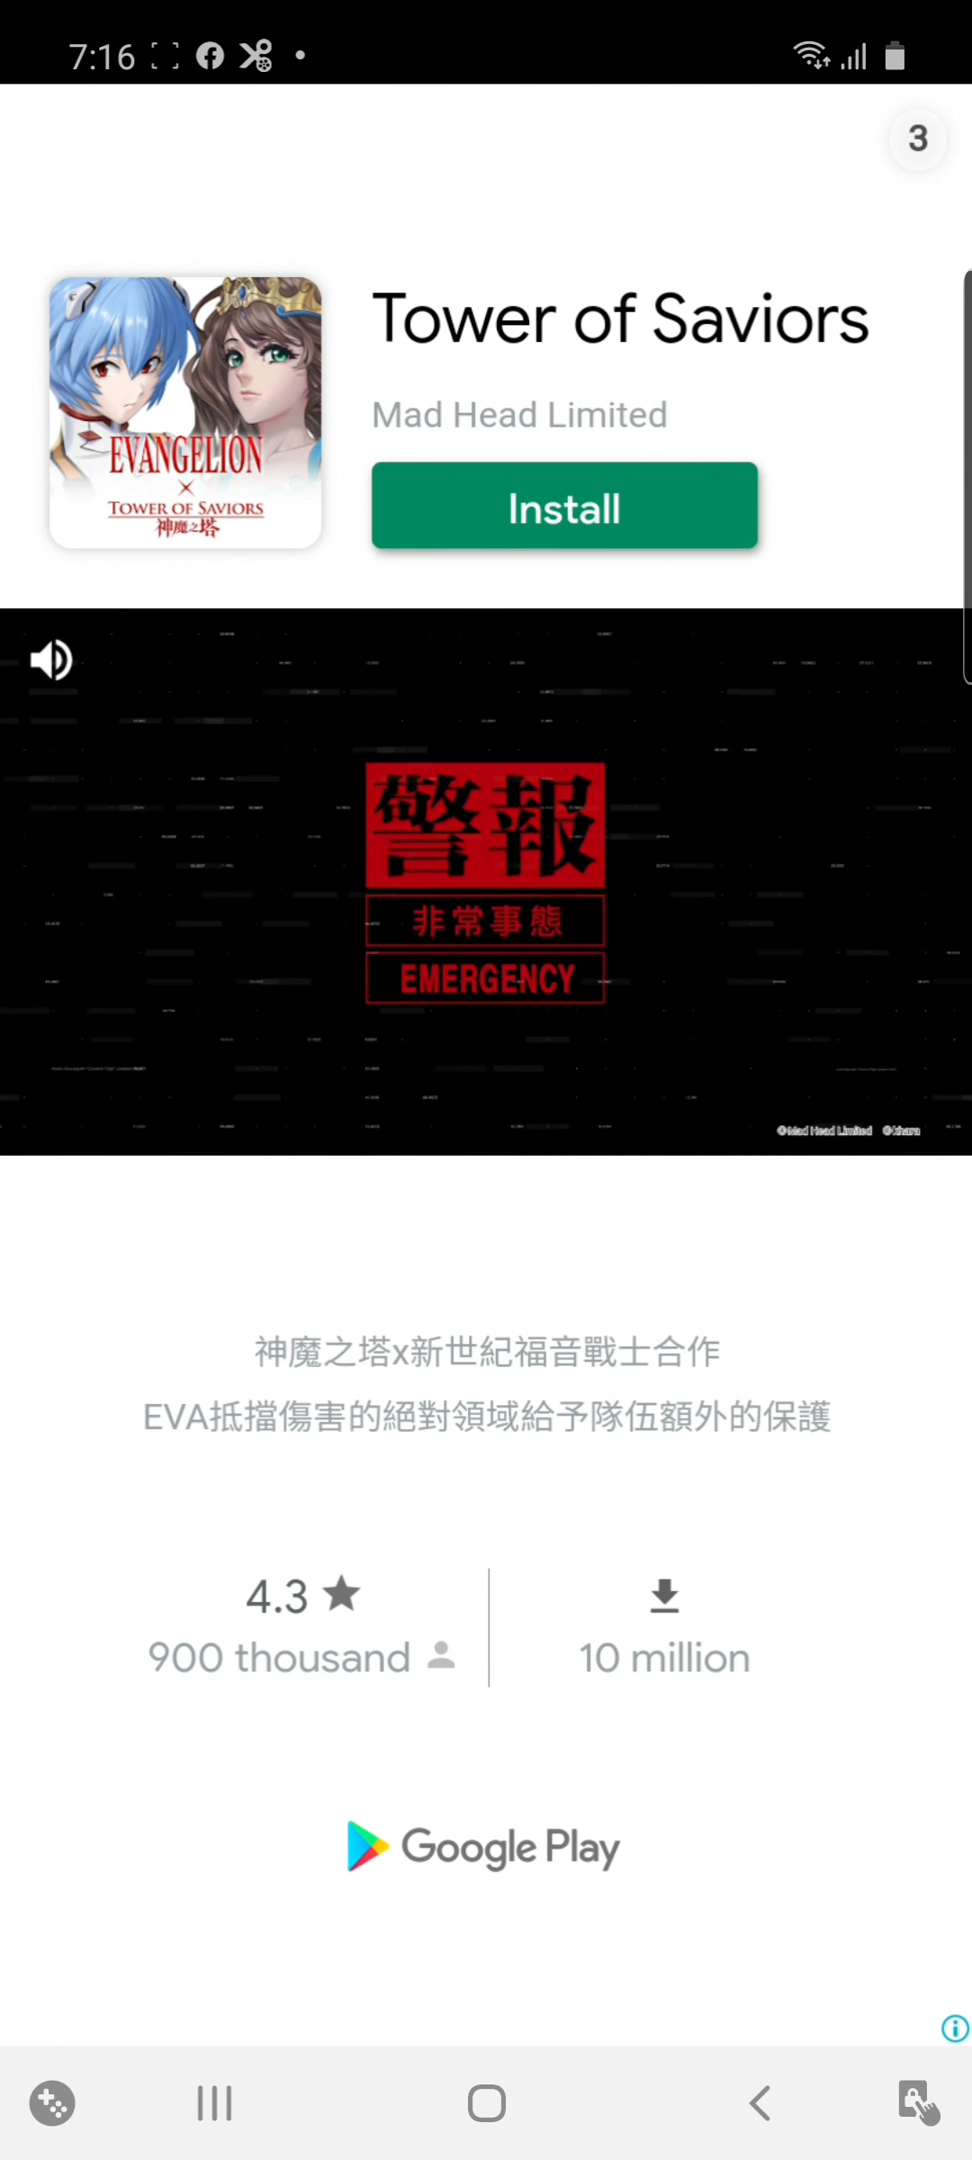 7:16
3
EVANGELION
×
TOWER OF SAVIORS
神魔之塔
Tower of Saviors
Mad Head Limited
Install
警報
非常事態
EMERGENCY
©Mad Head Limited ©khara
神魔之塔x新世紀福音戰士合作
EVA抵擋傷害的絕對領域給予隊伍額外的保護
4.3
900 thousand
10 million
Google Play